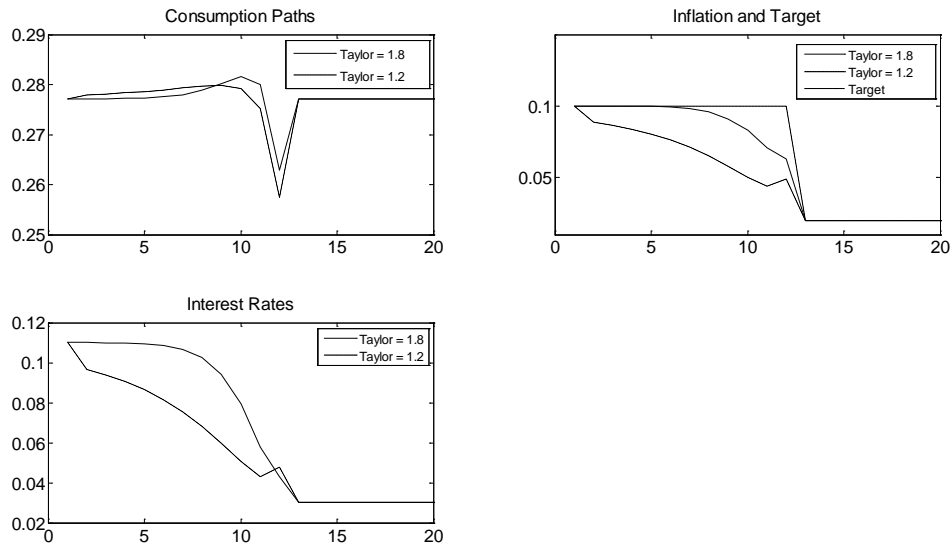 Consumption Paths
0.29
0.28
0.27
0.26
0.25
0
5
10
15
20
Taylor = 1.8
Taylor = 1.2
Inflation and Target
0.1
0.05
0
5
10
15
20
Taylor = 1.8
Taylor = 1.2
Target
Interest Rates
0.12
0.1
0.08
0.06
0.04
0.02
0
5
10
15
20
Taylor = 1.8
Taylor = 1.2